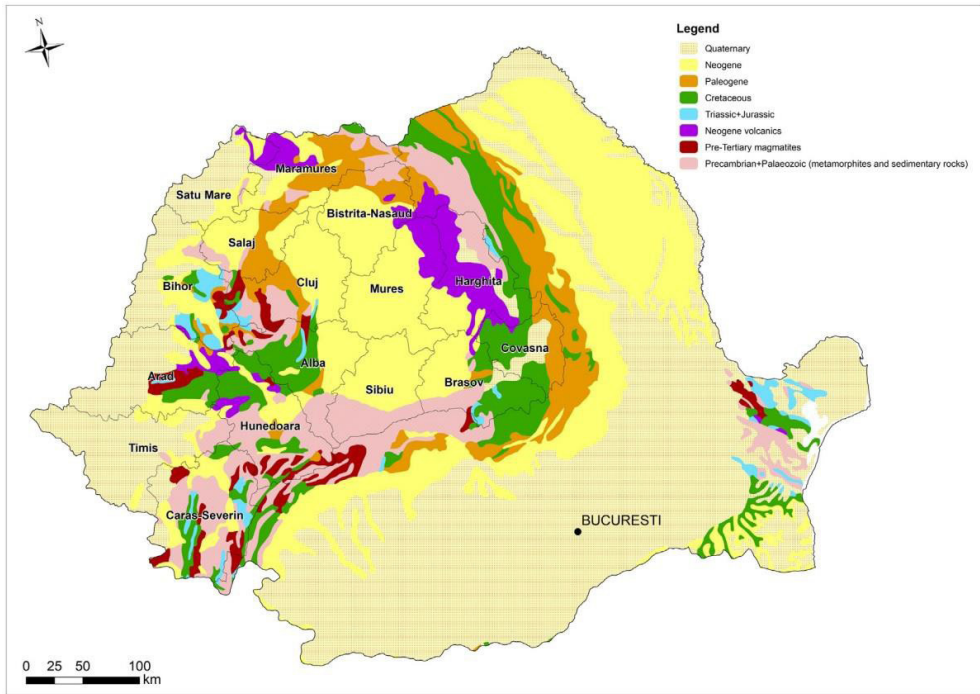 N
Legend
Quaternary
Neogene
Paleogene
Cretaceous
Triassic+Jurassic
Neogene volcanics
Pre-Tertiary magmatites
Precambrian+Palaeozoic (metamorphites and sedimentary rocks)
Maramures
Satu Mare
Bistrita-Nasaud
Salaj
Cluj
Bihor
Mures
Harghita
Covasna
Alba
Arad
Sibiu
Brasov
Hunedoara
Timis
Caras-Severin
BUCURESTI
0 25 50 100
km